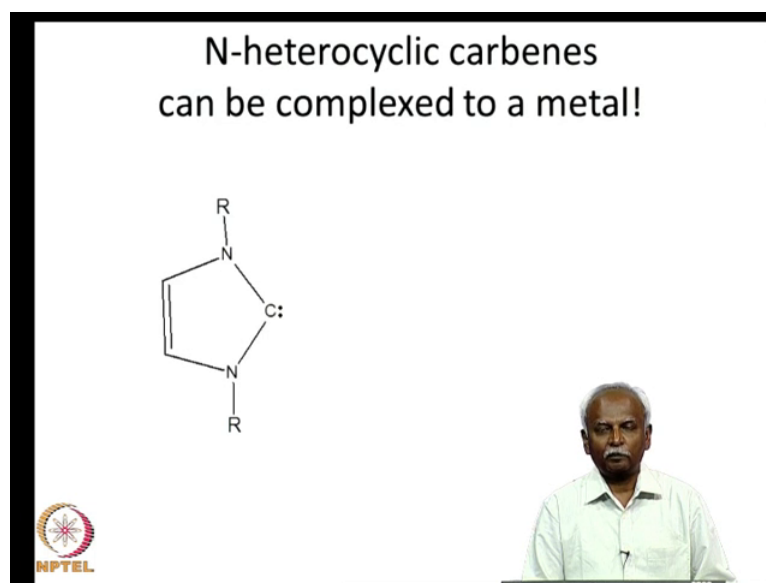 N-heterocyclic carbenes
can be complexed to a metal!
R
N
C:
N
R
NPTEL